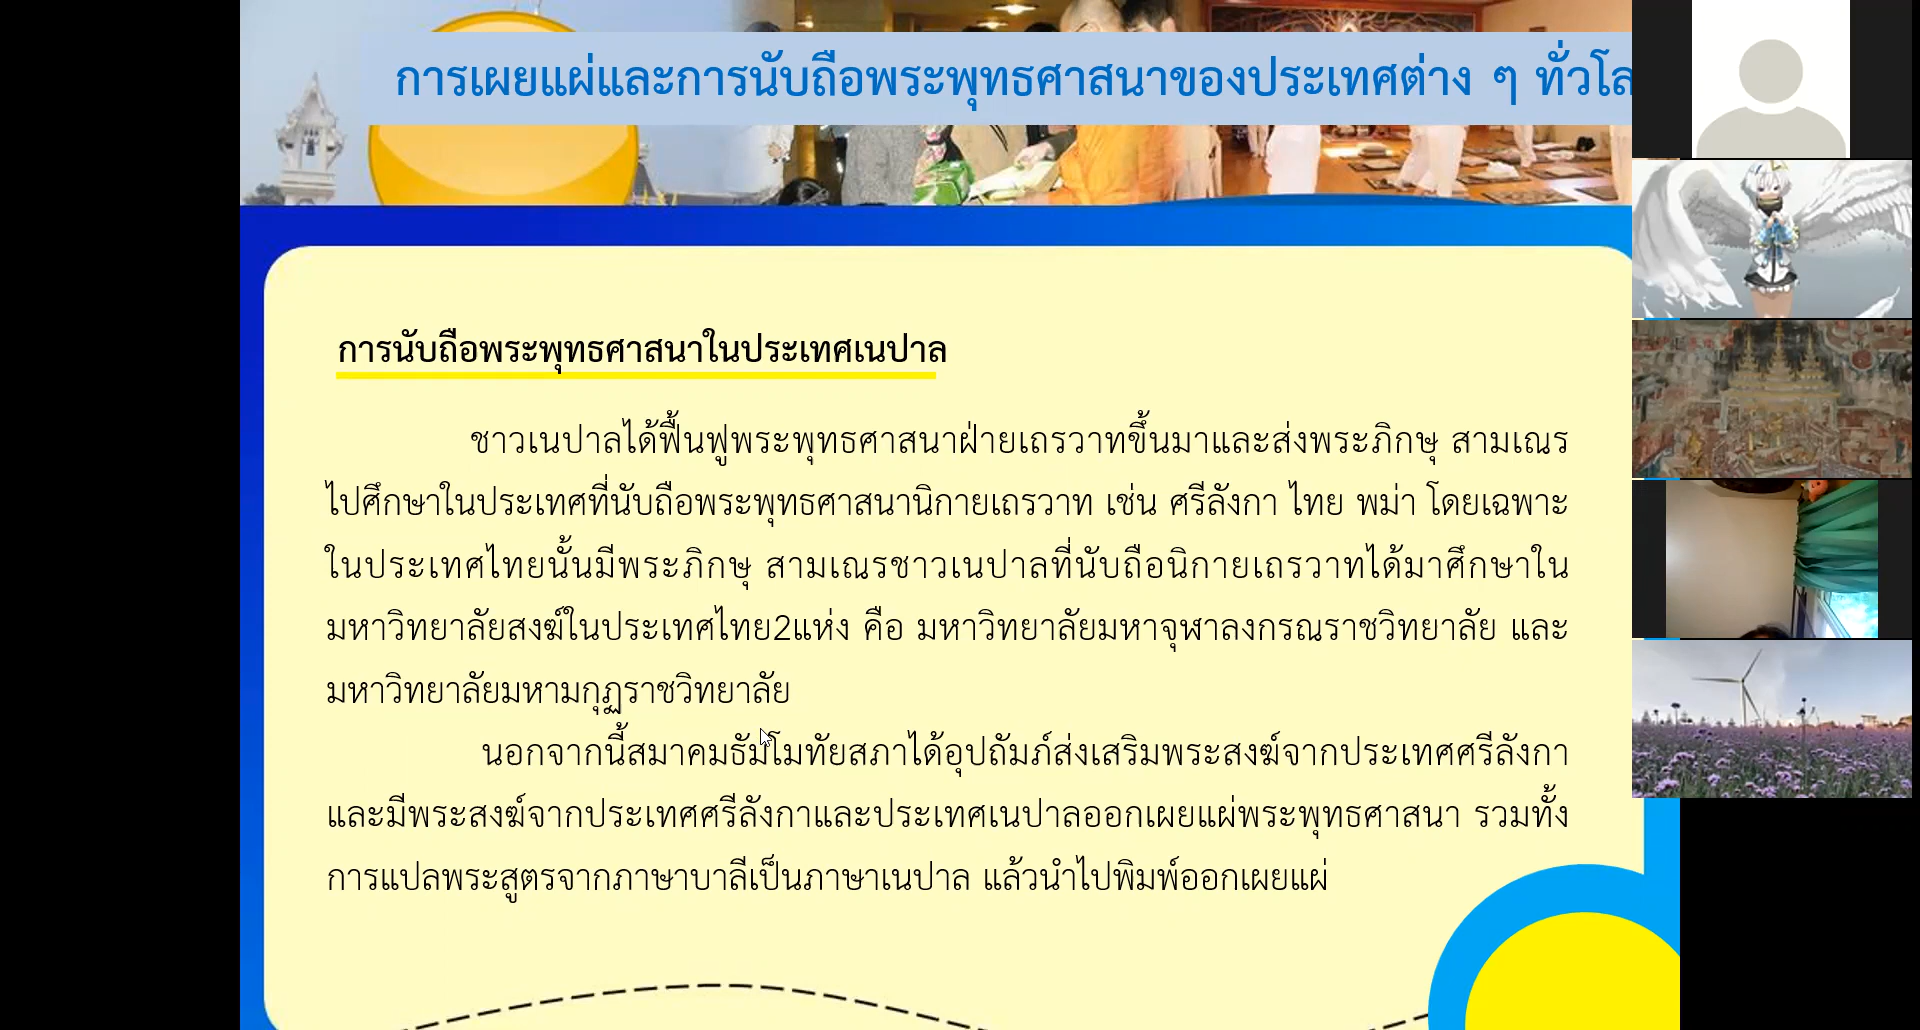 การเผยแผ่และการนับถือพระพุทธศาสนาของประเทศต่าง ๆ ทั่วโล
การนับถือพระพุทธศาสนาในประเทศเนปาล
ชาวเนปาลได้ฟื้นฟูพระพุทธศาสนาฝ่ายเถรวาทขึ้นมาและส่งพระภิกษุ สามเณร
ไปศึกษาในประเทศที่นับถือพระพุทธศาสนานิกายเถรวาท เช่น ศรีลังกา ไทย พม่า โดยเฉพาะ
ในประเทศไทยนั้นมีพระภิกษุ สามเณรชาวเนปาลที่นับถือนิกายเถรวาทได้มาศึกษาใน
มหาวิทยาลัยสงฆ์ในประเทศไทย2แห่ง คือ มหาวิทยาลัยมหาจุฬาลงกรณราชวิทยาลัย และ
มหาวิทยาลัยมหามกุฏราชวิทยาลัย
นอกจากนี้สมาคมธัมโมทัยสภาได้อุปถัมภ์ส่งเสริมพระสงฆ์จากประเทศศรีลังกา
และมีพระสงฆ์จากประเทศศรีลังกาและประเทศเนปาลออกเผยแผ่พระพุทธศาสนา รวมทั้ง
การแปลพระสูตรจากภาษาบาลีเป็นภาษาเนปาล แล้วนำไปพิมพ์ออกเผยแผ่